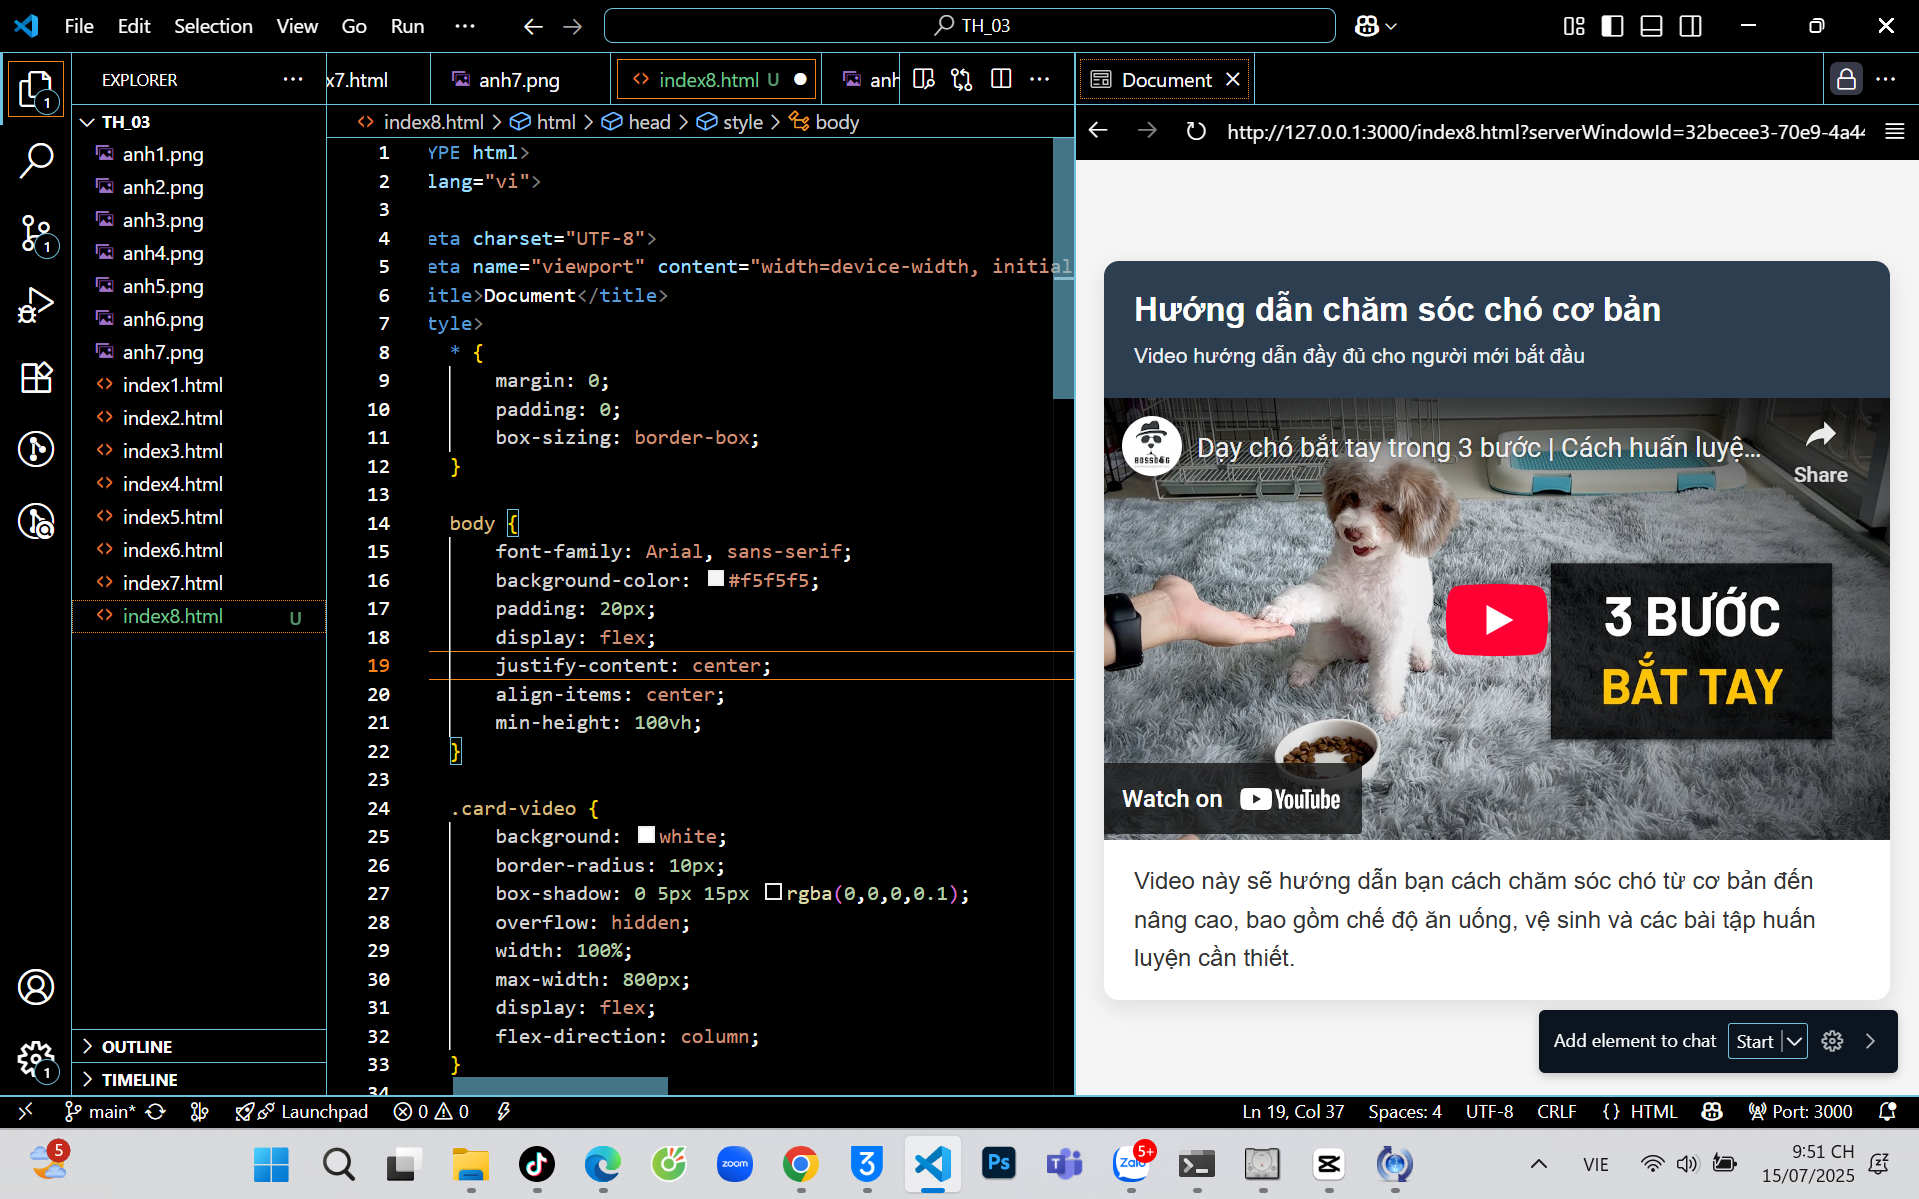 File Edit Selection View Go Run ··· TH_03
EXPLORER ···
x7.html anh7.png index8.html U anh ···
Document
TH_03
index8.html > html > head > style > body
http://127.0.0.1:3000/index8.html?serverWindowId=32becee3-70e9-4a44
anh1.png
anh2.png
anh3.png
anh4.png
anh5.png
anh6.png
anh7.png
index1.html
index2.html
index3.html
index4.html
index5.html
index6.html
index7.html
index8.html U
OUTLINE
TIMELINE
1
1
1
1 YPE html>
2 lang="vi">
3
4 eta charset="UTF-8">
5 eta name="viewport" content="width=device-width, initial
6 itle>Document</title>
7 tyle>
8 * {
9 margin: 0;
10 padding: 0;
11 box-sizing: border-box;
12 }
13
14 body {
15 font-family: Arial, sans-serif;
16 background-color: #f5f5f5;
17 padding: 20px;
18 display: flex;
19 justify-content: center;
20 align-items: center;
21 min-height: 100vh;
22 }
23
24 .card-video {
25 background: white;
26 border-radius: 10px;
27 box-shadow: 0 5px 15px rgba(0,0,0,0.1);
28 overflow: hidden;
29 width: 100%;
30 max-width: 800px;
31 display: flex;
32 flex-direction: column;
33 }
34
Hướng dẫn chăm sóc chó cơ bản
Video hướng dẫn đầy đủ cho người mới bắt đầu
BOSSDOG
Dạy chó bắt tay trong 3 bước | Cách huấn luyệ...
Share
3 BƯỚC
BẮT TAY
Watch on YouTube
Video này sẽ hướng dẫn bạn cách chăm sóc chó từ cơ bản đến
nâng cao, bao gồm chế độ ăn uống, vệ sinh và các bài tập huấn
luyện cần thiết.
Add element to chat Start
main* Launchpad 0 0 Ln 19, Col 37 Spaces: 4 UTF-8 CRLF {} HTML Port: 3000
5 zoom 3 Ps T Zalo 5+ VIE 9:51 CH
15/07/2025